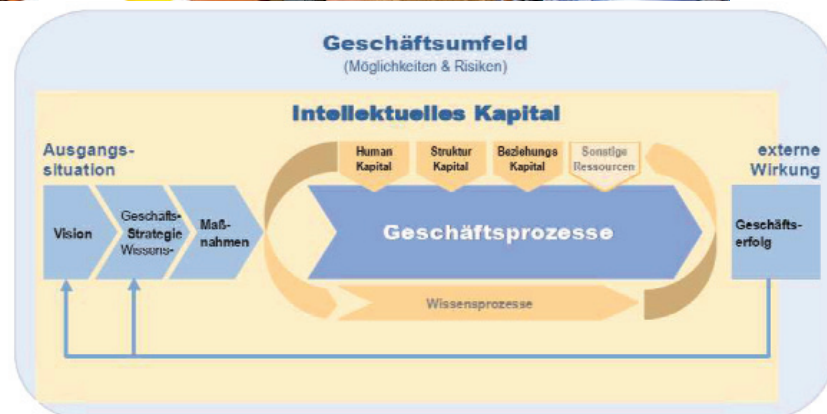 Geschäftsumfeld
(Möglichkeiten & Risiken)
Intellektuelles Kapital
Ausgangs-
situation
Human
Kapital
Struktur
Kapital
Beziehungs
Kapital
Sonstige
Ressourcen
externe
Wirkung
Vision
Geschäfts-
Strategie
Wissens-
Maß-
nahmen
Geschäftsprozesse
Geschäfts-
erfolg
Wissensprozesse